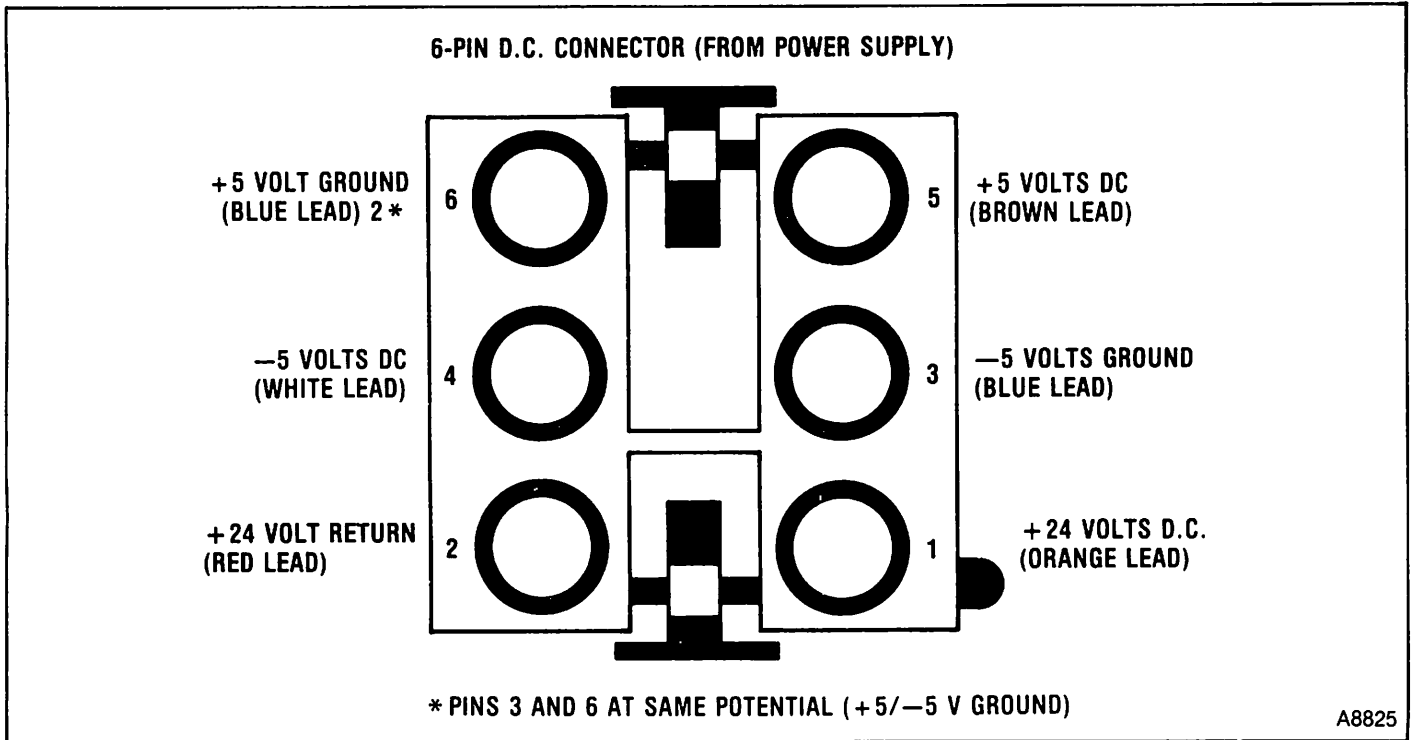 6-PIN D.C. CONNECTOR (FROM POWER SUPPLY)
+5 VOLT GROUND
(BLUE LEAD) 2*
6
5
+5 VOLTS DC
(BROWN LEAD)
—5 VOLTS DC
(WHITE LEAD)
4
3
—5 VOLTS GROUND
(BLUE LEAD)
+24 VOLT RETURN
(RED LEAD)
2
1
+24 VOLTS D.C.
(ORANGE LEAD)
* PINS 3 AND 6 AT SAME POTENTIAL (+5/—5 V GROUND)
A8825